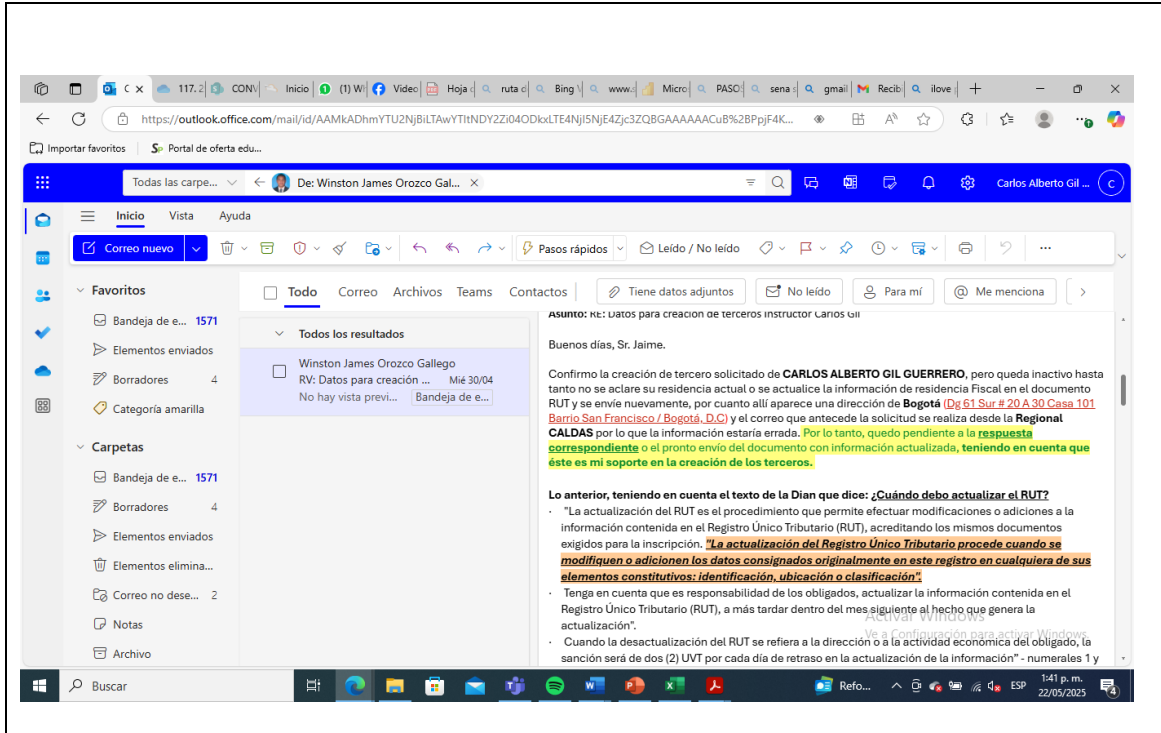 117. 2
CONV
Inicio
(1) W
Video
Hoja
ruta d
Bing
www.
Micro
PASO
sena
gmail
Recib
ilove
https://outlook.office.com/mail/id/
Importar favoritos
Portal de oferta edu...
Todas las carpe...
De: Winston James Orozco Gal...
Carlos Alberto Gil ...
C
Inicio Vista Ayuda
Correo nuevo
Pasos rápidos
Leído / No leído
Favoritos
Bandeja de e... 1571
Elementos enviados
Borradores 4
Categoría amarilla
Carpetas
Bandeja de e... 1571
Borradores 4
Elementos enviados
Elementos elimina...
Correo no dese... 2
Notas
Archivo
Todo Correo Archivos Teams Contactos
Tiene datos adjuntos
No leído
Para mí
Me menciona
Todos los resultados
Winston James Orozco Gallego
RV: Datos para creación ... Mié 30/04
No hay vista previ... Bandeja de e...
Asunto: RE: Datos para creación de terceros instructor Carlos Gil
Buenos días, Sr. Jaime.
Confirmo la creación de tercero solicitado de CARLOS ALBERTO GIL GUERRERO, pero queda inactivo hasta
tanto no se aclare su residencia actual o se actualice la información de residencia Fiscal en el documento
RUT y se envíe nuevamente, por cuanto allí aparece una dirección de Bogotá (Dg 61 Sur # 20 A 30 Casa 101
Barrio San Francisco / Bogotá, D.C) y el correo que antecede la solicitud se realiza desde la Regional
CALDAS por lo que la información estaría errada. Por lo tanto, quedo pendiente a la respuesta
correspondiente o el pronto envío del documento con información actualizada, teniendo en cuenta que
éste es mi soporte en la creación de los terceros.
Lo anterior, teniendo en cuenta el texto de la Dian que dice: ¿Cuándo debo actualizar el RUT?
· "La actualización del RUT es el procedimiento que permite efectuar modificaciones o adiciones a la
información contenida en el Registro Único Tributario (RUT), acreditando los mismos documentos
exigidos para la inscripción. "La actualización del Registro Único Tributario procede cuando se
modifiquen o adicionen los datos consignados originalmente en este registro en cualquiera de sus
elementos constitutivos: identificación, ubicación o clasificación".
· Tenga en cuenta que es responsabilidad de los obligados, actualizar la información contenida en el
Registro Único Tributario (RUT), a más tardar dentro del mes siguiente al hecho que genera la
actualización".
· Cuando la desactualización del RUT se refiera a la dirección o a la actividad económica del obligado, la
sanción será de dos (2) UVT por cada día de retraso en la actualización de la información" - numerales 1 y
Activar Windows
Ve a Configuración para activar Windows.
Buscar
Refo...
ESP
1:41 p. m.
22/05/2025
4